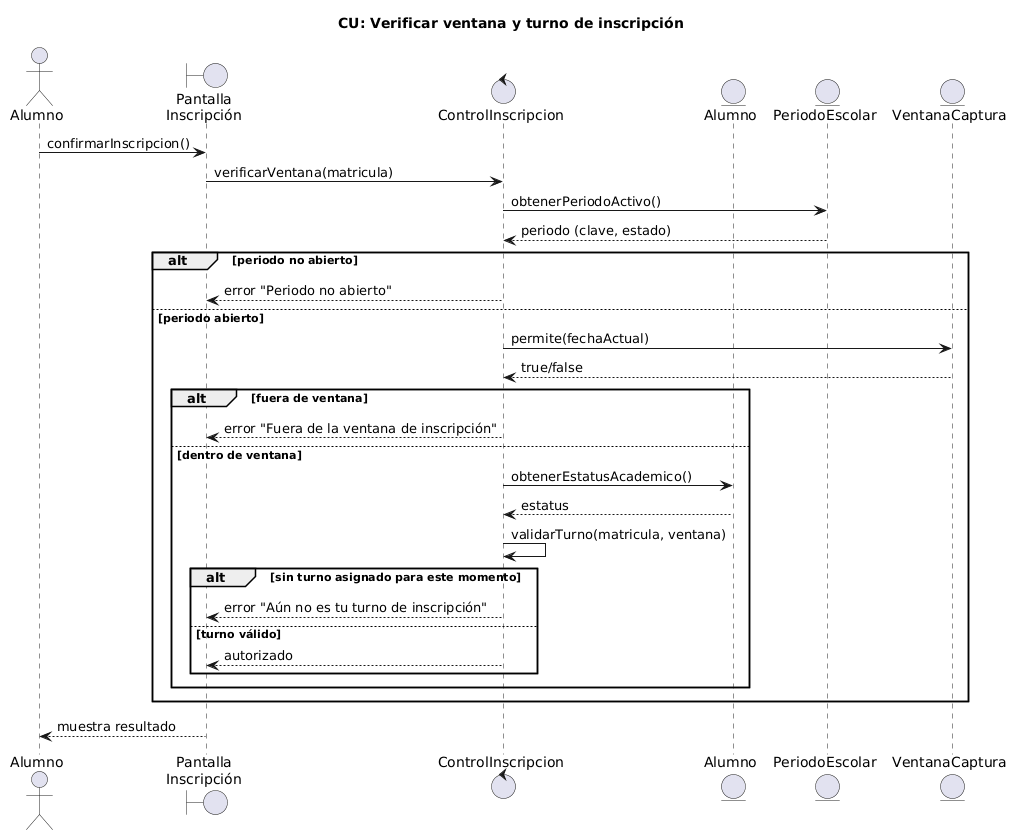 CU: Verificar ventana y turno de inscripción
Alumno
Pantalla
Inscripción
ControlInscripcion
Alumno
PeriodoEscolar
VentanaCaptura
confirmarInscripcion()
verificarVentana(matricula)
obtenerPeriodoActivo()
periodo (clave, estado)
alt [periodo no abierto]
error "Periodo no abierto"
[periodo abierto]
permite(fechaActual)
true/false
alt [fuera de ventana]
error "Fuera de la ventana de inscripción"
[dentro de ventana]
obtenerEstatusAcademico()
estatus
validarTurno(matricula, ventana)
alt [sin turno asignado para este momento]
error "Aún no es tu turno de inscripción"
[turno válido]
autorizado
muestra resultado
Alumno
Pantalla
Inscripción
ControlInscripcion
Alumno
PeriodoEscolar
VentanaCaptura